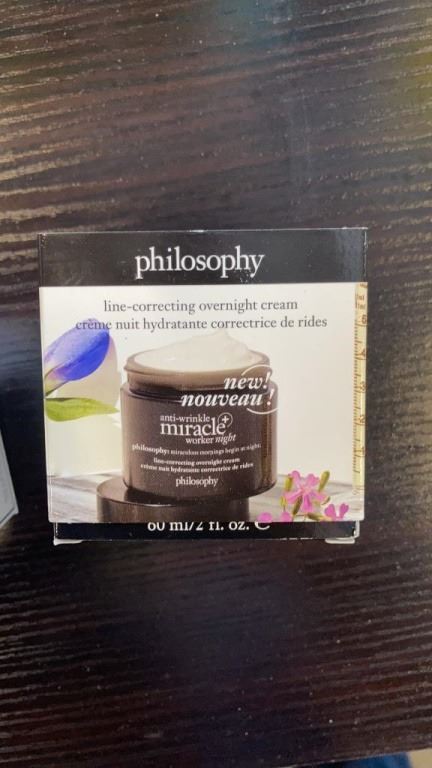 philosophy
line-correcting overnight cream
crème nuit hydratante correctrice de rides
new!
nouveau!
anti-wrinkle
miracle+
worker night
philosophy: miraculous mornings begin at night.
line-correcting overnight cream
crème nuit hydratante correctrice de rides
philosophy
60 ml/2 fl. oz. e